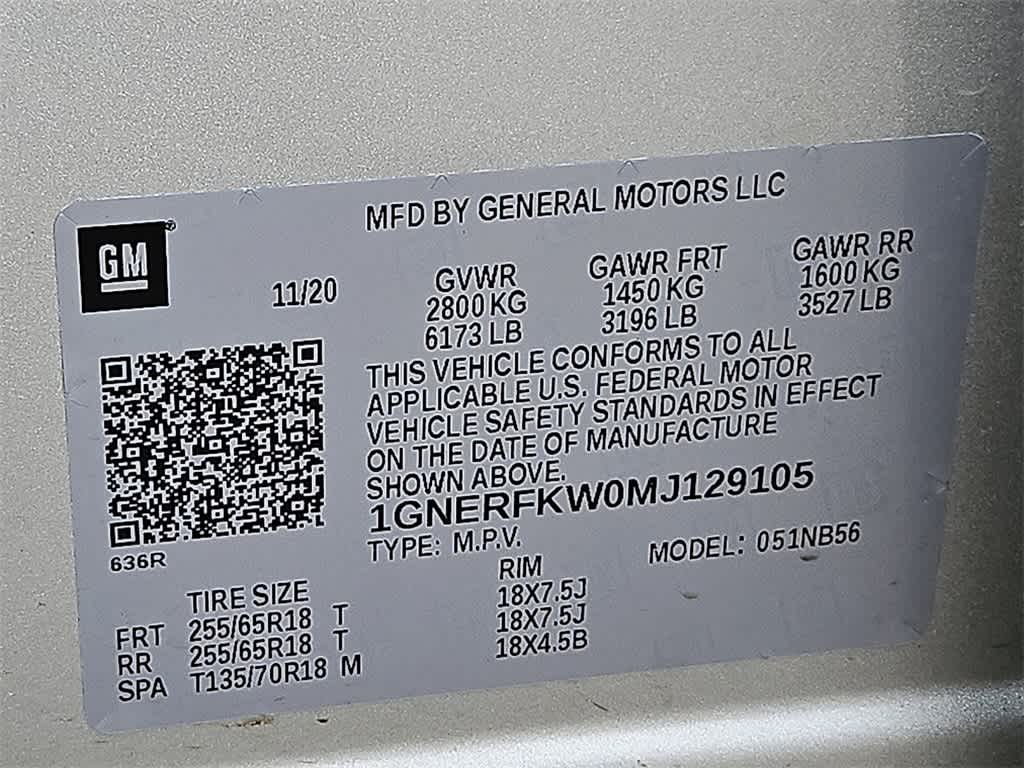 MFD BY GENERAL MOTORS LLC
GM®
11/20
GVWR
2800 KG
6173 LB
GAWR FRT
1450 KG
3196 LB
GAWR RR
1600 KG
3527 LB
THIS VEHICLE CONFORMS TO ALL
APPLICABLE U.S. FEDERAL MOTOR
VEHICLE SAFETY STANDARDS IN EFFECT
ON THE DATE OF MANUFACTURE
SHOWN ABOVE.
1GNERFKW0MJ129105
TYPE: M.P.V. MODEL: 051NB56
636R
TIRE SIZE RIM
FRT 255/65R18 T 18X7.5J
RR 255/65R18 T 18X7.5J
SPA T135/70R18 M 18X4.5B